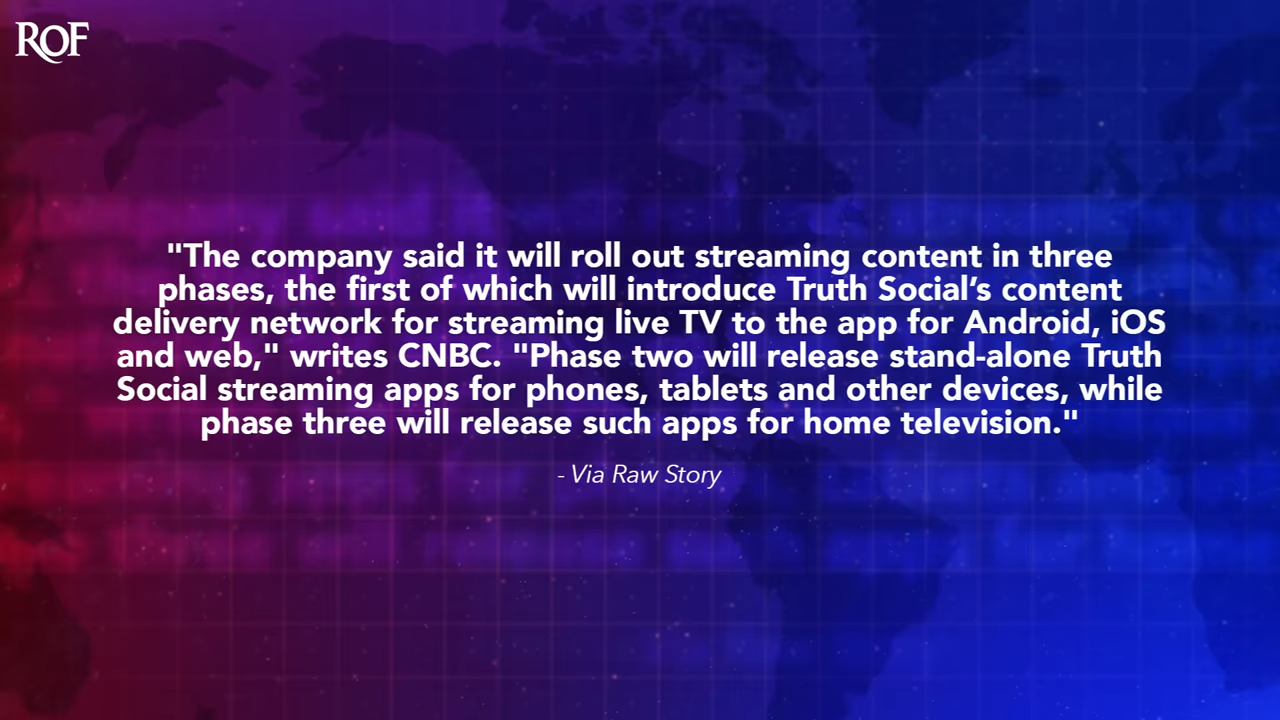 ROF
"The company said it will roll out streaming content in three
phases, the first of which will introduce Truth Social’s content
delivery network for streaming live TV to the app for Android, iOS
and web," writes CNBC. "Phase two will release stand-alone Truth
Social streaming apps for phones, tablets and other devices, while
phase three will release such apps for home television."
- Via Raw Story